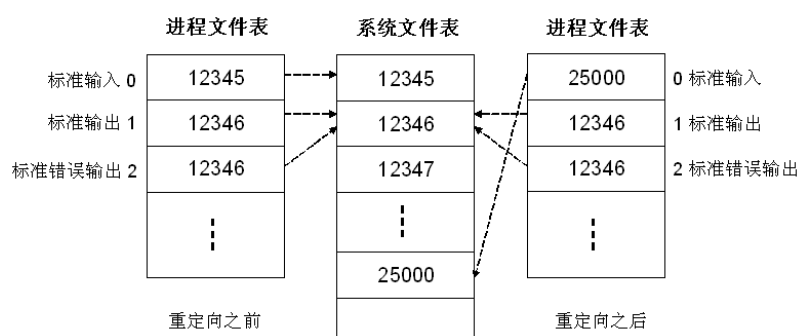 进程文件表 系统文件表 进程文件表
标准输入 0 12345 12345 25000 0 标准输入
标准输出 1 12346 12346 12346 1 标准输出
标准错误输出 2 12346 12347 12346 2 标准错误输出
25000
重定向之前 重定向之后